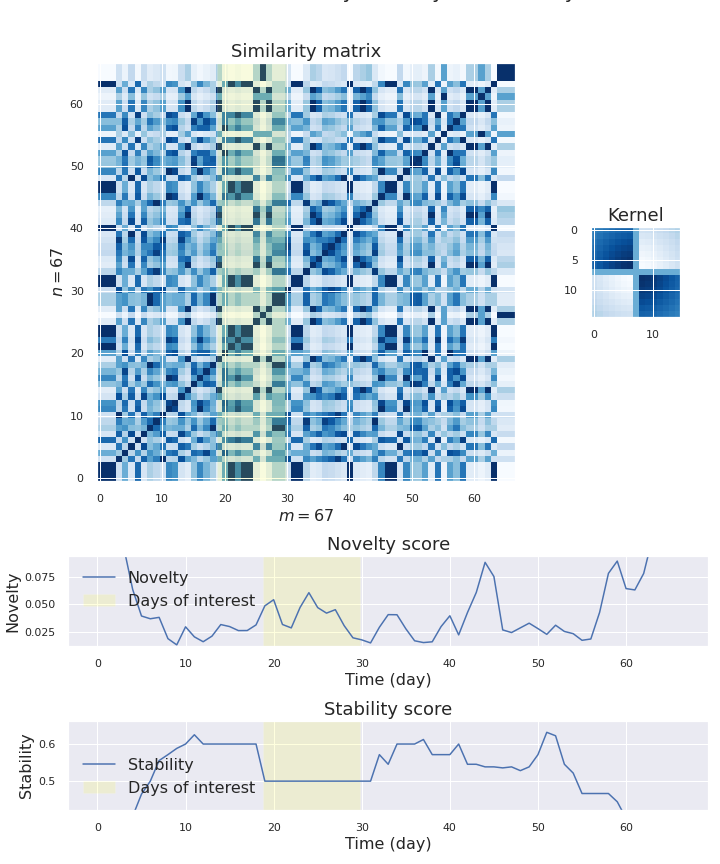 Similarity matrix
60
50
40
30
20
10
0
n = 67
0 10 20 30 40 50 60
m = 67
Kernel
0
5
10
0 10
Novelty score
0.075
0.050
0.025
Novelty
Novelty
Days of interest
0 10 20 30 40 50 60
Time (day)
Stability score
0.6
0.5
Stability
Stability
Days of interest
0 10 20 30 40 50 60
Time (day)